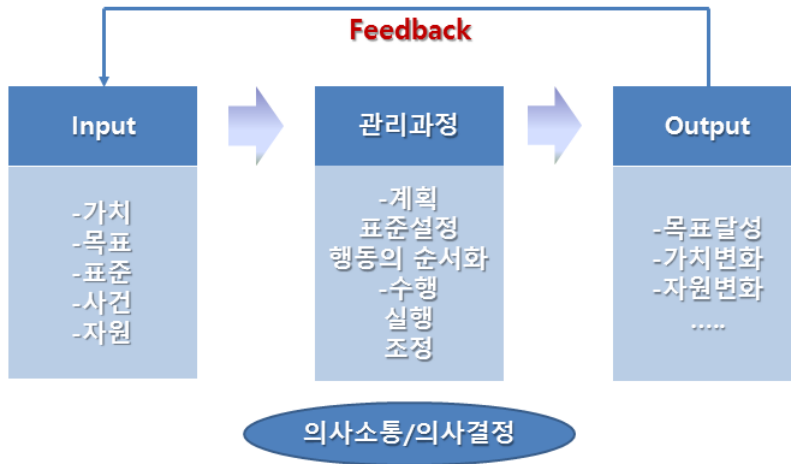 Feedback
Input
-가치
-목표
-표준
-사건
-자원
관리과정
-계획
표준설정
행동의 순서화
-수행
실행
조정
Output
-목표달성
-가치변화
-자원변화
.....
의사소통/의사결정